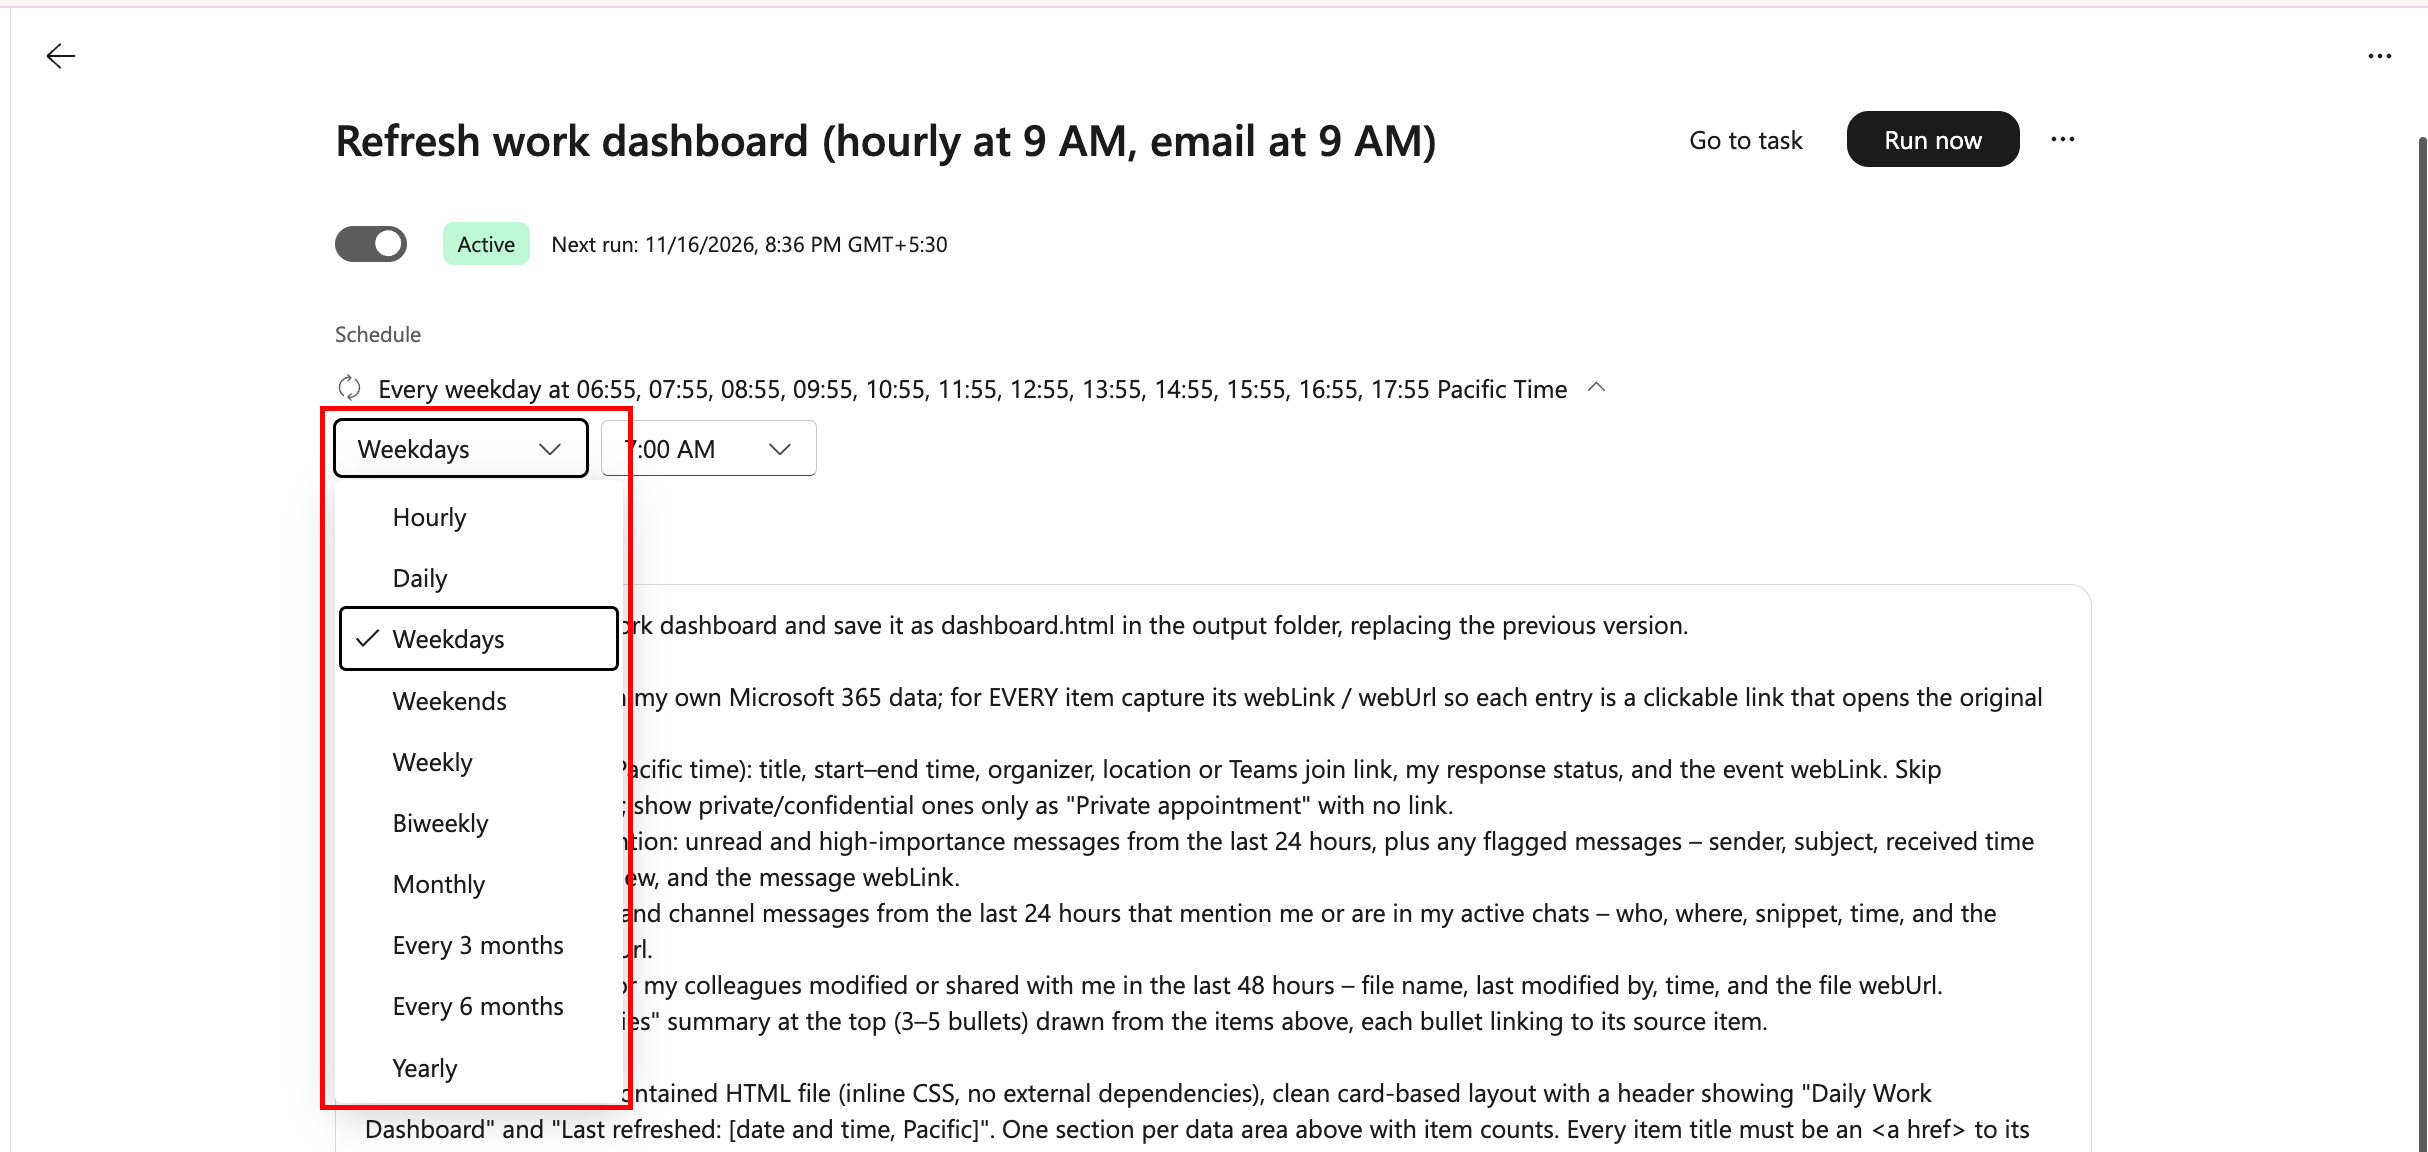 Refresh work dashboard (hourly at 9 AM, email at 9 AM)
Go to task
Run now
Active
Next run: 11/16/2026, 8:36 PM GMT+5:30
Schedule
Every weekday at 06:55, 07:55, 08:55, 09:55, 10:55, 11:55, 12:55, 13:55, 14:55, 15:55, 16:55, 17:55 Pacific Time
Weekdays
7:00 AM
Hourly
Daily
Weekdays
Weekends
Weekly
Biweekly
Monthly
Every 3 months
Every 6 months
Yearly
dashboard and save it as dashboard.html in the output folder, replacing the previous version.
my own Microsoft 365 data; for EVERY item capture its webLink / webUrl so each entry is a clickable link that opens the original
Pacific time): title, start–end time, organizer, location or Teams join link, my response status, and the event webLink. Skip
; show private/confidential ones only as "Private appointment" with no link.
unread and high-importance messages from the last 24 hours, plus any flagged messages – sender, subject, received time
and the message webLink.
and channel messages from the last 24 hours that mention me or are in my active chats – who, where, snippet, time, and the
or my colleagues modified or shared with me in the last 48 hours – file name, last modified by, time, and the file webUrl.
summary at the top (3–5 bullets) drawn from the items above, each bullet linking to its source item.
HTML file (inline CSS, no external dependencies), clean card-based layout with a header showing "Daily Work
Dashboard" and "Last refreshed: [date and time, Pacific]". One section per data area above with item counts. Every item title must be an <a href> to its